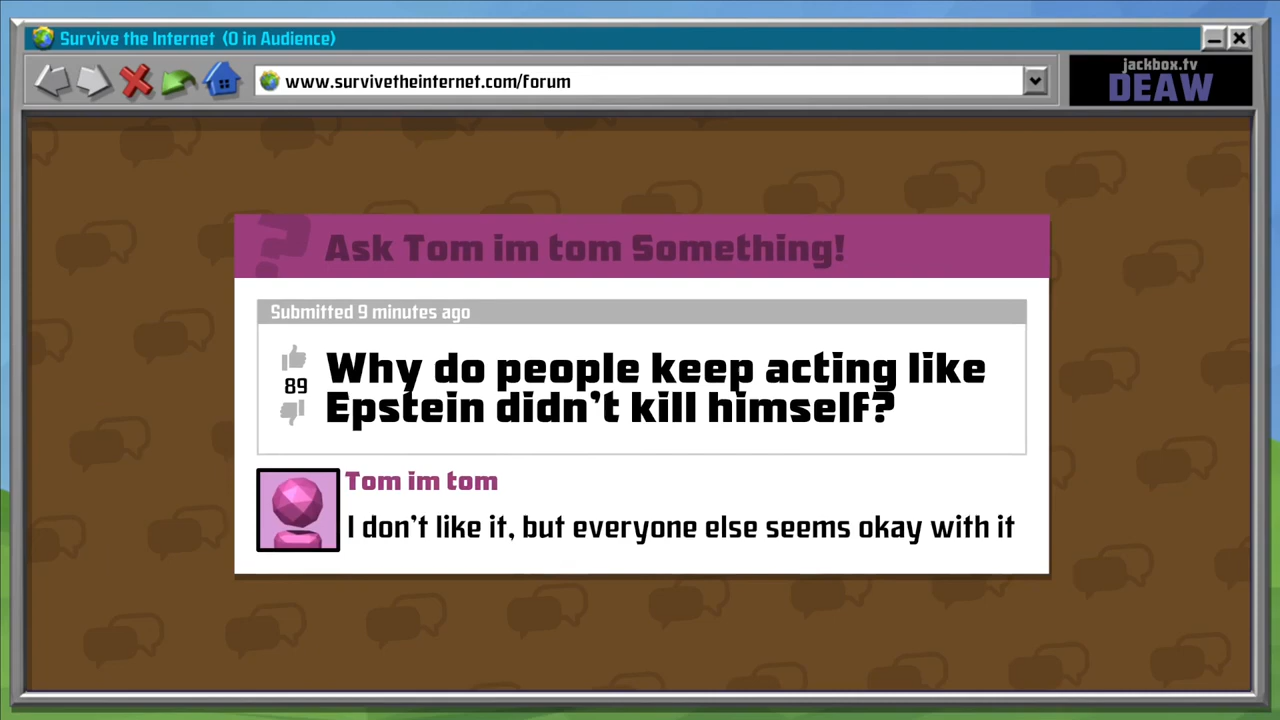 Survive the Internet (0 in Audience)
www.survivetheinternet.com/forum
jackbox.tv
DEAW
Ask Tom im tom Something!
Submitted 9 minutes ago
89
Why do people keep acting like
Epstein didn't kill himself?
Tom im tom
I don't like it, but everyone else seems okay with it